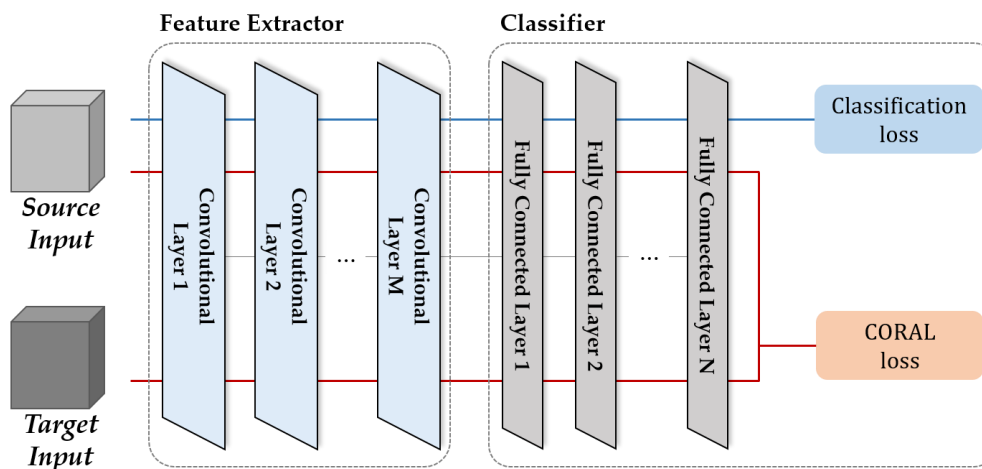 Feature Extractor
Classifier
Source
Input
Target
Input
Convolutional
Layer 1
Convolutional
Layer 2
...
Convolutional
Layer M
Fully Connected Layer 1
Fully Connected Layer 2
...
Fully Connected Layer N
Classification
loss
CORAL
loss